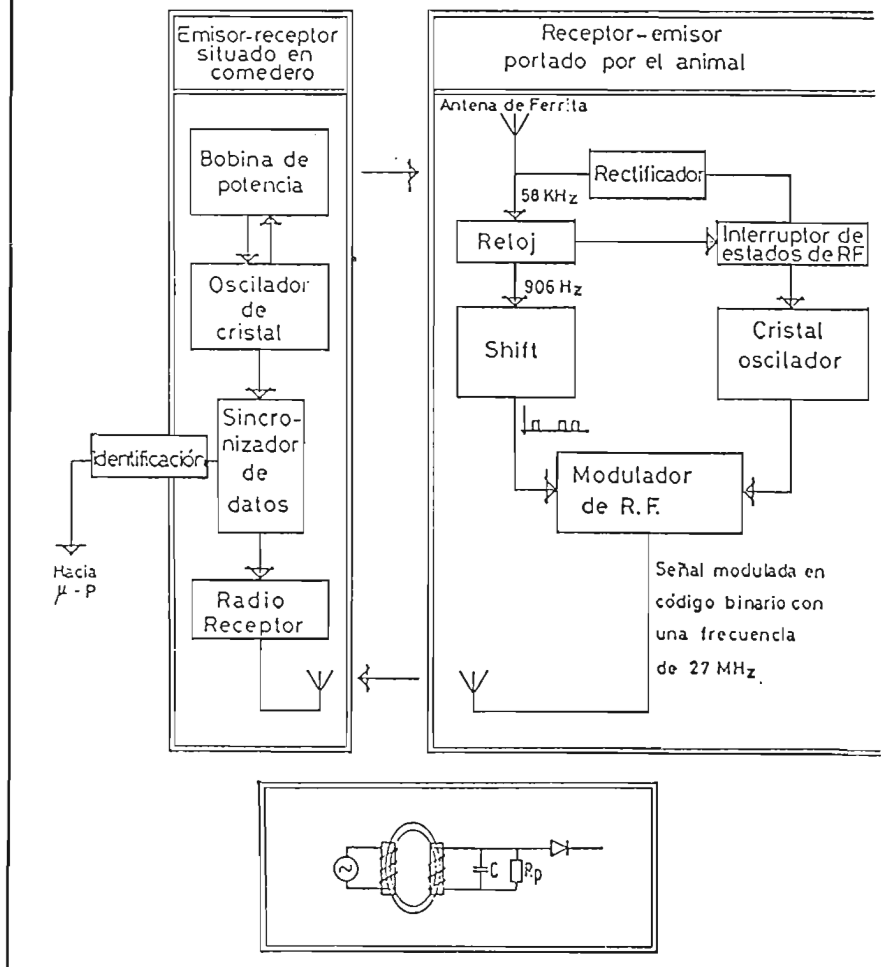 Emisor-receptor
situado en
comedero
Bobina de
potencia
Oscilador
de
cristal
Sincro-
nizador
de
datos
identificación
Hacia
μ-P
Radio
Receptor
Receptor-emisor
portado por el animal
Antena de Ferrita
Rectificador
58 KHz
Reloj
Interruptor de
estados de RF
906 Hz
Shift
Cristal
oscilador
Modulador
de R.F.
Señal modulada en
código binario con
una frecuencia
de 27 MHz.
C
Rp